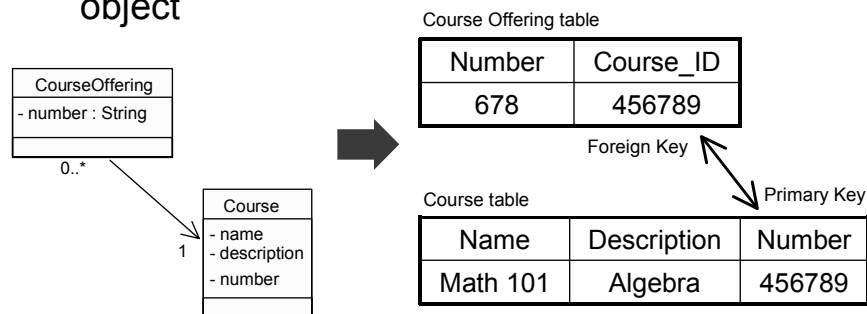 object
CourseOffering
- number : String
0..*
1
Course
- name
- description
- number
Course Offering table
Number Course_ID
678 456789
Foreign Key
Primary Key
Course table
Name Description Number
Math 101 Algebra 456789